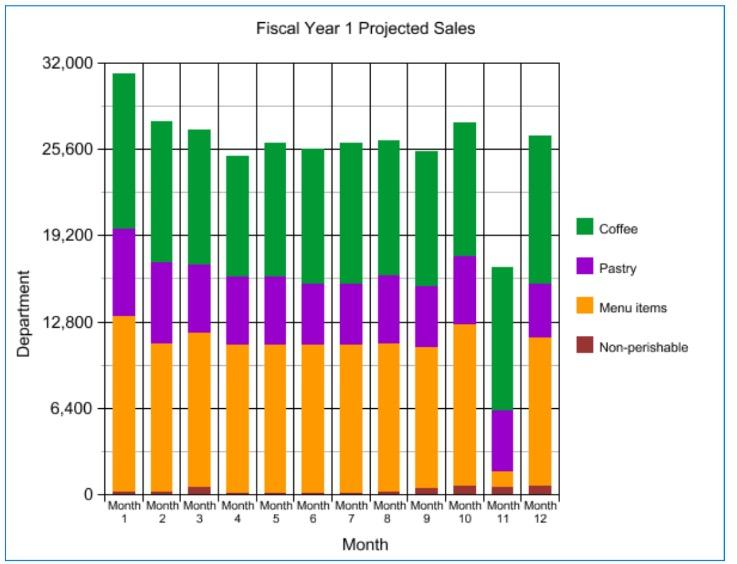 Fiscal Year 1 Projected Sales
32,000
25,600
19,200
12,800
6,400
0
Department
Coffee
Pastry
Menu items
Non-perishable
Month Month Month Month Month Month Month Month Month Month Month Month
1 2 3 4 5 6 7 8 9 10 11 12
Month